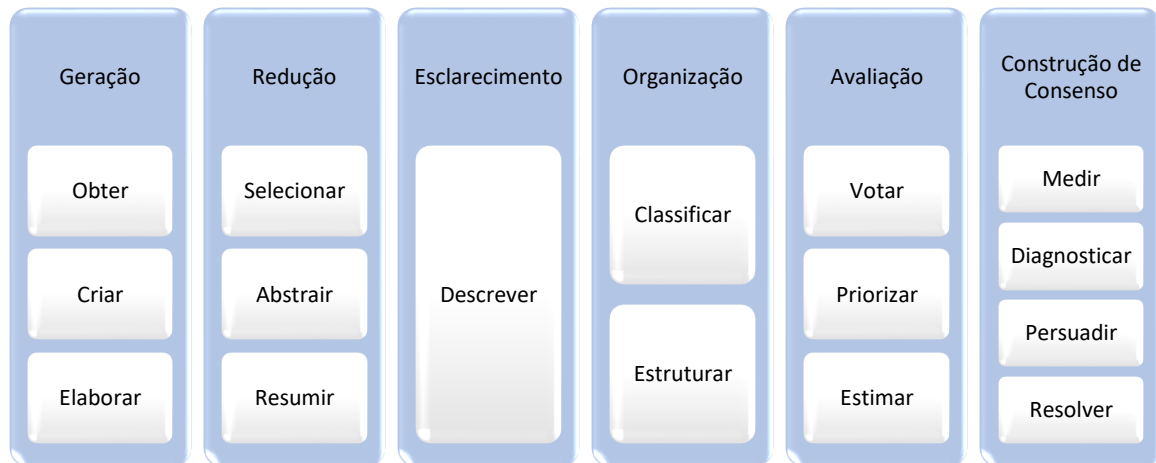 Geração
Obter
Criar
Elaborar
Redução
Selecionar
Abstrair
Resumir
Esclarecimento
Descrever
Organização
Classificar
Estruturar
Avaliação
Votar
Priorizar
Estimar
Construção de
Consenso
Medir
Diagnosticar
Persuadir
Resolver